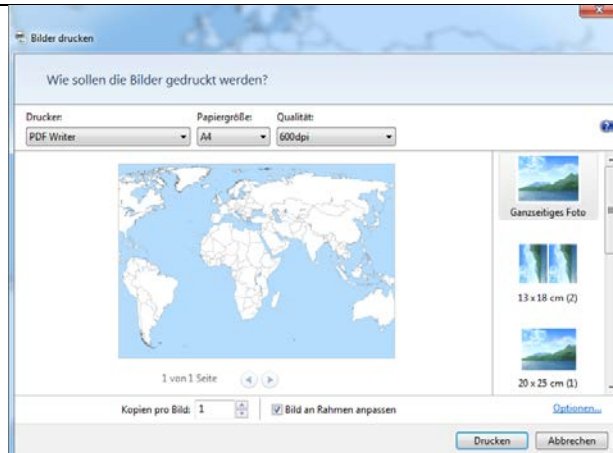 Bilder drucken
Wie sollen die Bilder gedruckt werden?
Drucker: Papiergröße: Qualität:
PDF Writer A4 600dpi
Ganzseitiges Foto
13 x 18 cm (2)
20 x 25 cm (1)
1 von 1 Seite
Kopien pro Bild: 1 Bild an Rahmen anpassen Optionen...
Drucken Abbrechen